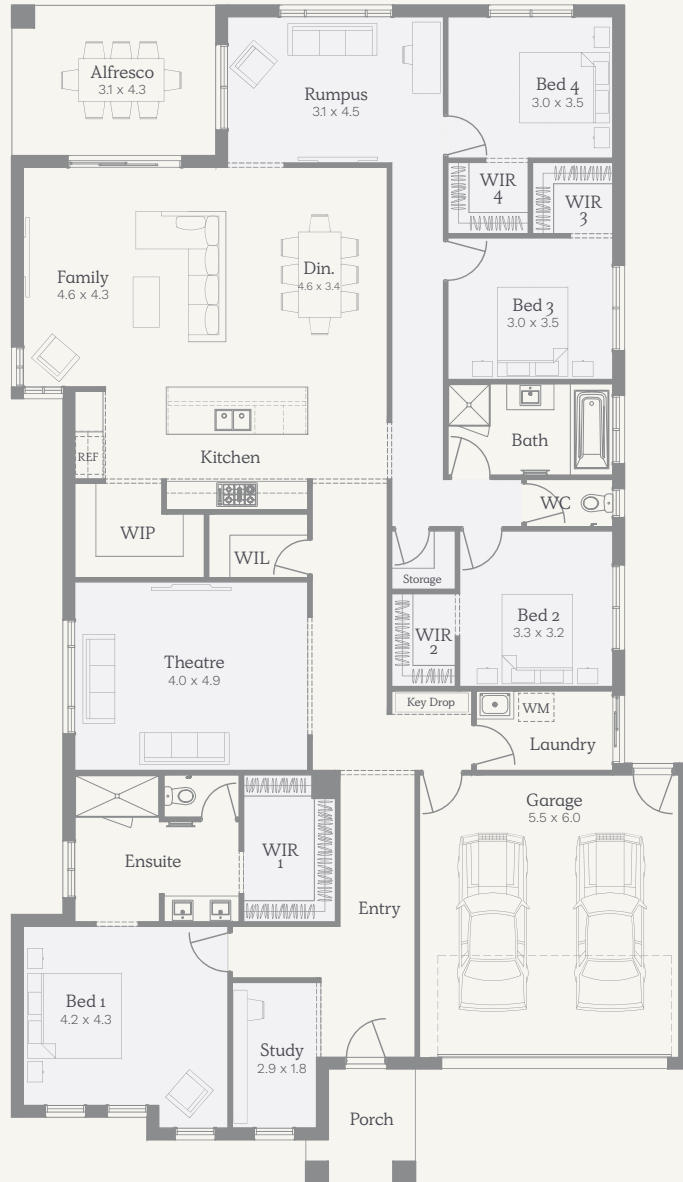 Alfresco
3.1 x 4.3
Rumpus
3.1 x 4.5
Bed 4
3.0 x 3.5
WIR
4
WIR
3
Family
4.6 x 4.3
Din.
4.6 x 3.4
Bed 3
3.0 x 3.5
REF
Kitchen
Bath
WC
WIP
WIL
Storage
WIR
2
Bed 2
3.3 x 3.2
Theatre
4.0 x 4.9
Key Drop
WM
Laundry
Garage
5.5 x 6.0
Ensuite
WIR
1
Entry
Bed 1
4.2 x 4.3
Study
2.9 x 1.8
Porch